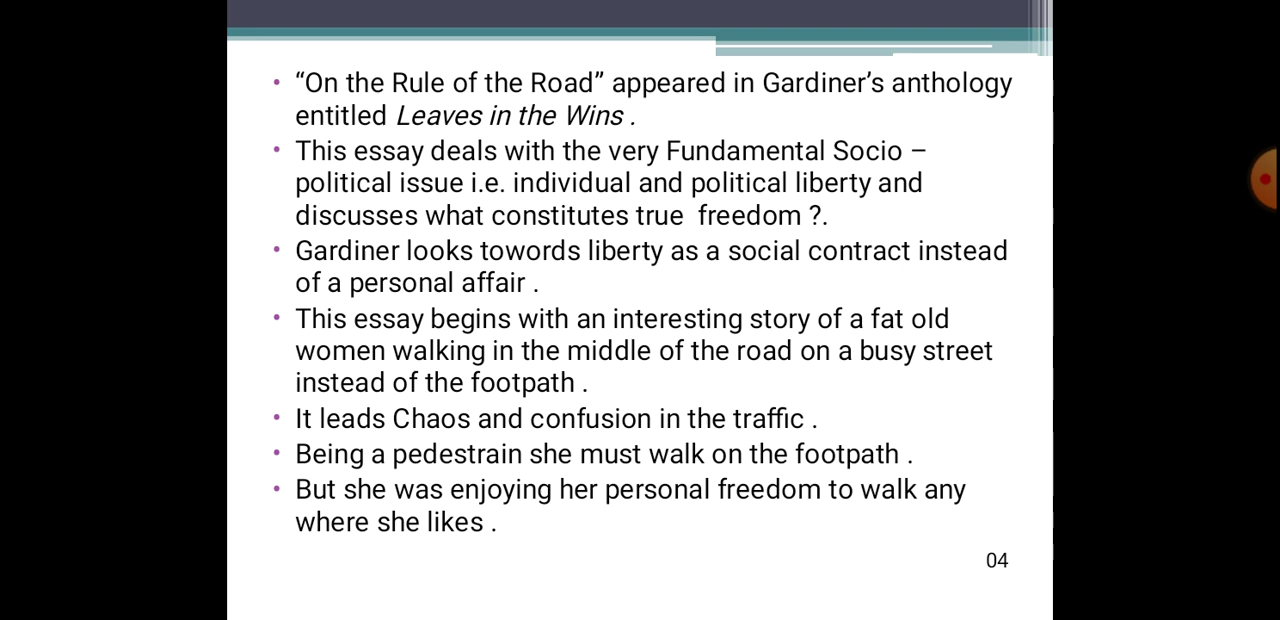 • “On the Rule of the Road” appeared in Gardiner’s anthology
entitled Leaves in the Wins .
• This essay deals with the very Fundamental Socio –
political issue i.e. individual and political liberty and
discusses what constitutes true  freedom ?.
• Gardiner looks towords liberty as a social contract instead
of a personal affair .
• This essay begins with an interesting story of a fat old
women walking in the middle of the road on a busy street
instead of the footpath .
• It leads Chaos and confusion in the traffic .
• Being a pedestrain she must walk on the footpath .
• But she was enjoying her personal freedom to walk any
where she likes .
04